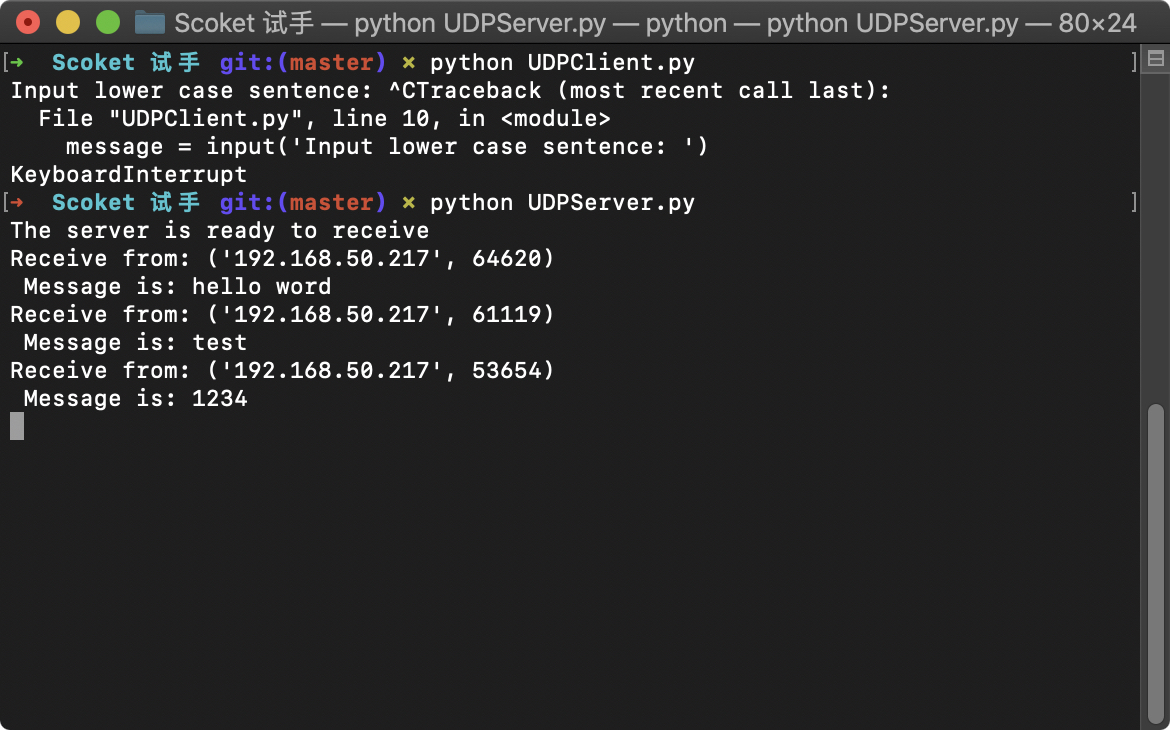 Scoket 试手 — python UDPServer.py — python — python UDPServer.py — 80×24
[➜  Scoket 试手 git:(master) ✗ python UDPClient.py ]
Input lower case sentence: ^CTraceback (most recent call last):
  File "UDPClient.py", line 10, in <module>
    message = input('Input lower case sentence: ')
KeyboardInterrupt
[➜  Scoket 试手 git:(master) ✗ python UDPServer.py ]
The server is ready to receive
Receive from: ('192.168.50.217', 64620)
 Message is: hello word
Receive from: ('192.168.50.217', 61119)
 Message is: test
Receive from: ('192.168.50.217', 53654)
 Message is: 1234